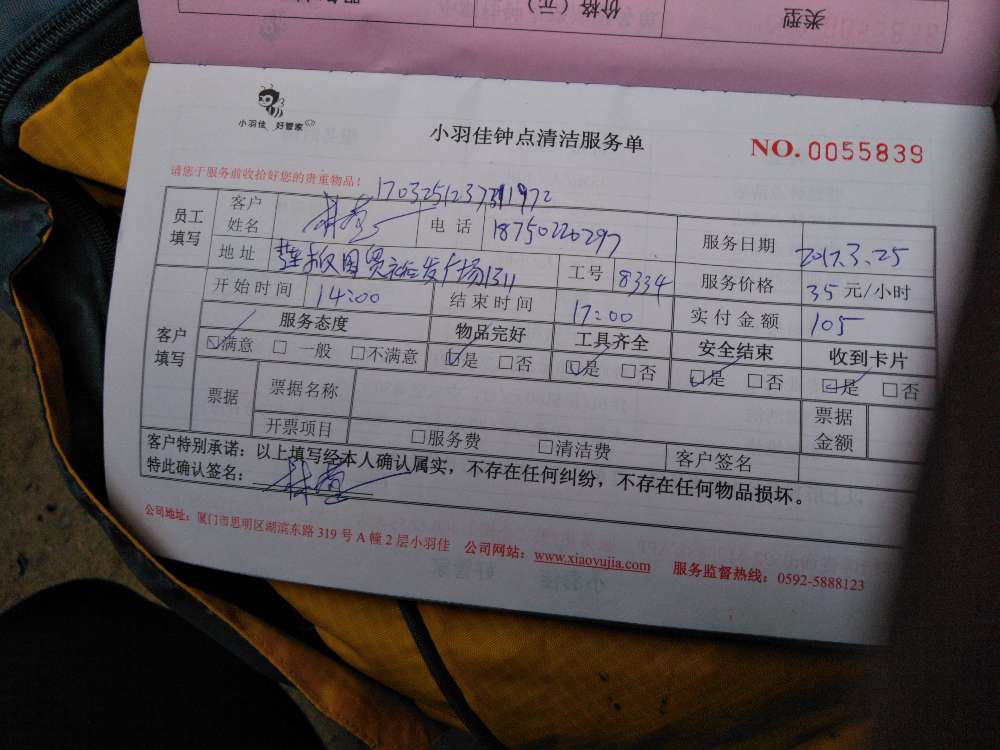 类型
价格（元）
小羽佳 好管家
小羽佳钟点清洁服务单
NO. 0055839
请您于服务前收拾好您的贵重物品！
员工填写 客户姓名 电话 18750220297 服务日期 2017.3.25
地址 工号 8334 服务价格 35 元/小时
客户填写 开始时间 14:00 结束时间 17:00 实付金额 105
服务态度 物品完好 工具齐全 安全结束 收到卡片
☑满意 □一般 □不满意 ☑是 □否 ☑是 □否 ☑是 □否 ☑是 □否
票据 票据名称 票据金额
开票项目 □服务费 □清洁费 客户签名
客户特别承诺：以上填写经本人确认属实，不存在任何纠纷，不存在任何物品损坏。
特此确认签名：
公司地址：厦门市思明区湖滨东路 319 号 A 幢 2 层小羽佳 公司网站：www.xiaoyujia.com 服务监督热线：0592-5888123